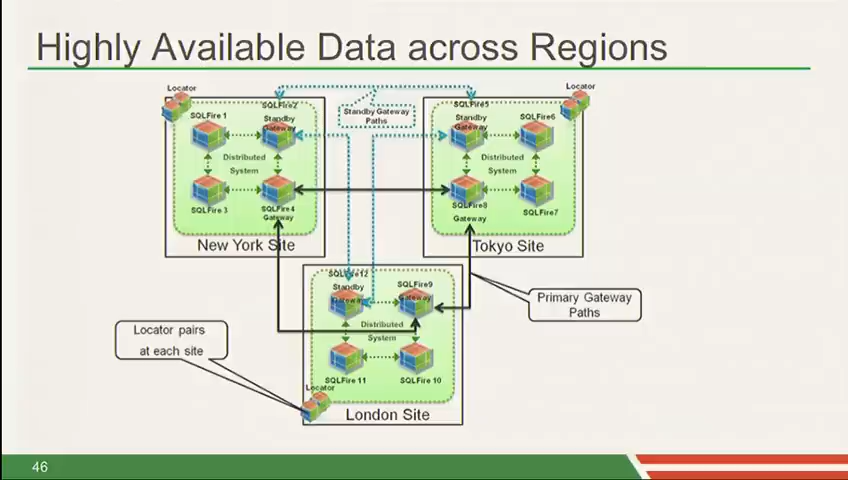 Highly Available Data across Regions
Locator
SQLFire 1
SQLFire2
Standby
Gateway
Distributed
System
SQLFire 3
SQLFire4
Gateway
New York Site
Standby Gateway
Paths
Locator
SQLFire5
Standby
Gateway
SQLFire6
Distributed
System
SQLFire8
Gateway
SQLFire7
Tokyo Site
SQLFire12
Standby
Gateway
SQLFire9
Gateway
Distributed
System
SQLFire 11
SQLFire 10
Locator
London Site
Primary Gateway
Paths
Locator pairs
at each site
46